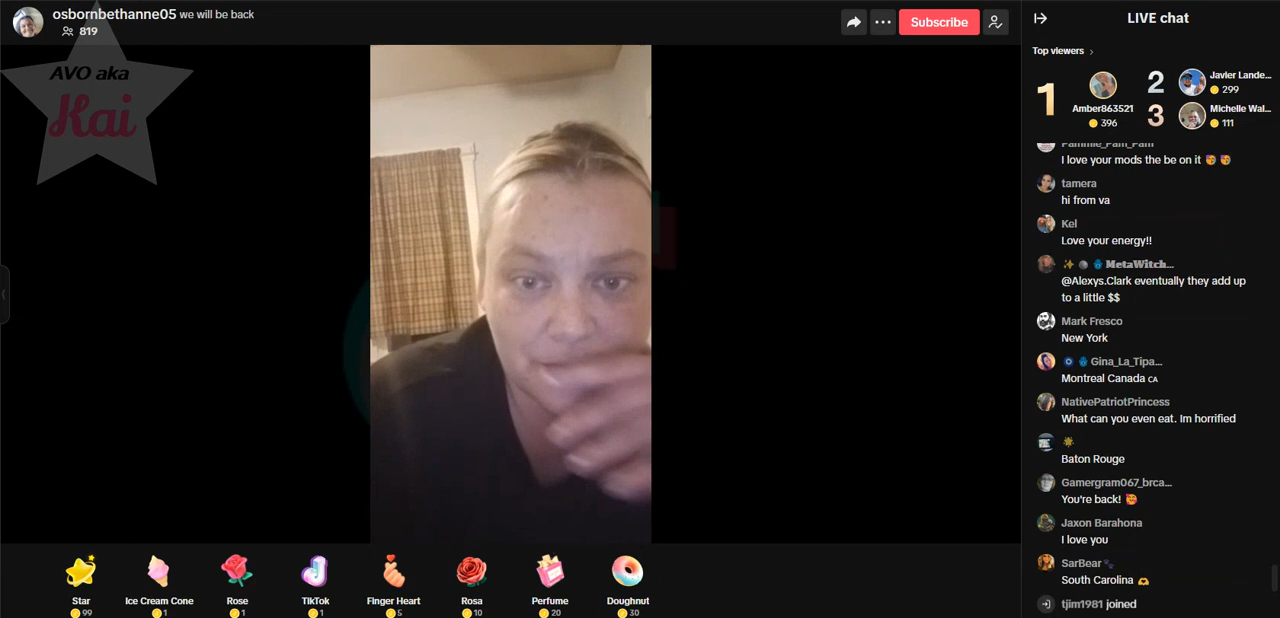 osbornbethanne05 we will be back
819
Subscribe
AVO aka
Kai
LIVE chat
Top viewers
1
Amber863521
396
2
Javier Lande...
299
3
Michelle Wal...
111
Pammie_Pam_Pam
I love your mods the be on it 🥰 🥰
tamera
hi from va
Kel
Love your energy!!
✨ 🌑 🧿 𝕸𝖊𝖙𝖆𝖂𝖎𝖙𝖈𝖍...
@Alexys.Clark eventually they add up
to a little $$
Mark Fresco
New York
Gina_La_Tipa...
Montreal Canada CA
NativePatriotPrincess
What can you even eat. Im horrified
Baton Rouge
Gamergram067_brca...
You're back! 🥰
Jaxon Barahona
I love you
SarBear 🐾
South Carolina 🫶
tjim1981 joined
Star
99
Ice Cream Cone
1
Rose
1
TikTok
1
Finger Heart
5
Rosa
10
Perfume
20
Doughnut
30